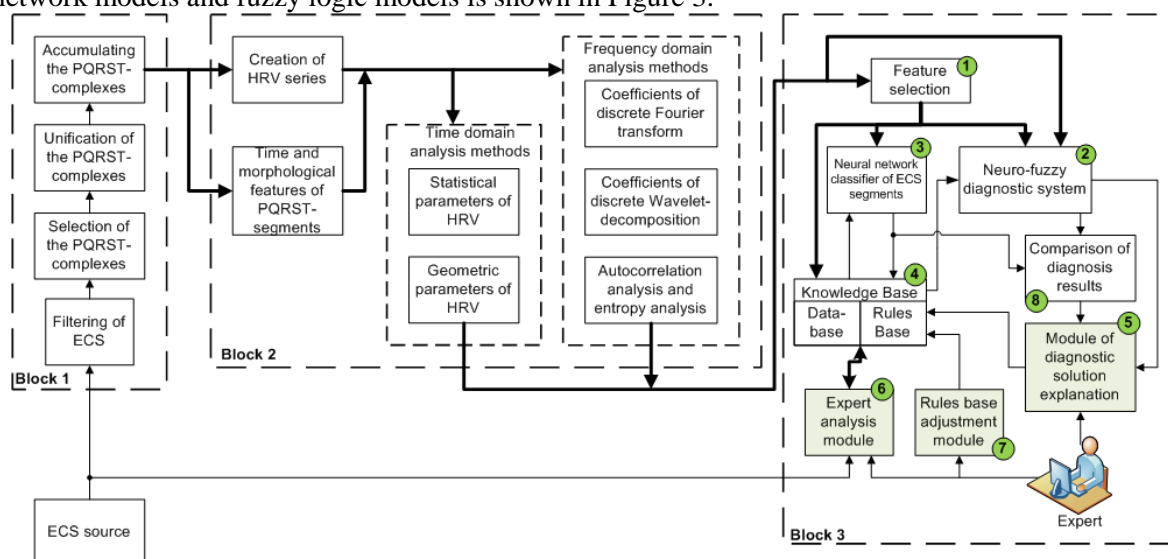 network models and fuzzy logic models is shown in Figure 3.
Accumulating
the PQRST-
complexes
Unification of
the PQRST-
complexes
Selection of
the PQRST-
complexes
Filtering of
ECS
Block 1
ECS source
Creation of
HRV series
Time and
morphological
features of
PQRST-
segments
Block 2
Time domain
analysis methods
Statistical
parameters of
HRV
Geometric
parameters of
HRV
Frequency domain
analysis methods
Coefficients of
discrete Fourier
transform
Coefficients of
discrete Wavelet-
decomposition
Autocorrelation
analysis and
entropy analysis
Feature
selection
1
Neural network
classifier of ECS
segments
3
Neuro-fuzzy
diagnostic system
2
Knowledge Base
4
Data-
base
Rules
Base
Comparison of
diagnosis
results
8
Module of
diagnostic
solution
explanation
5
Expert
analysis
module
6
Rules base
adjustment
module
7
Expert
Block 3